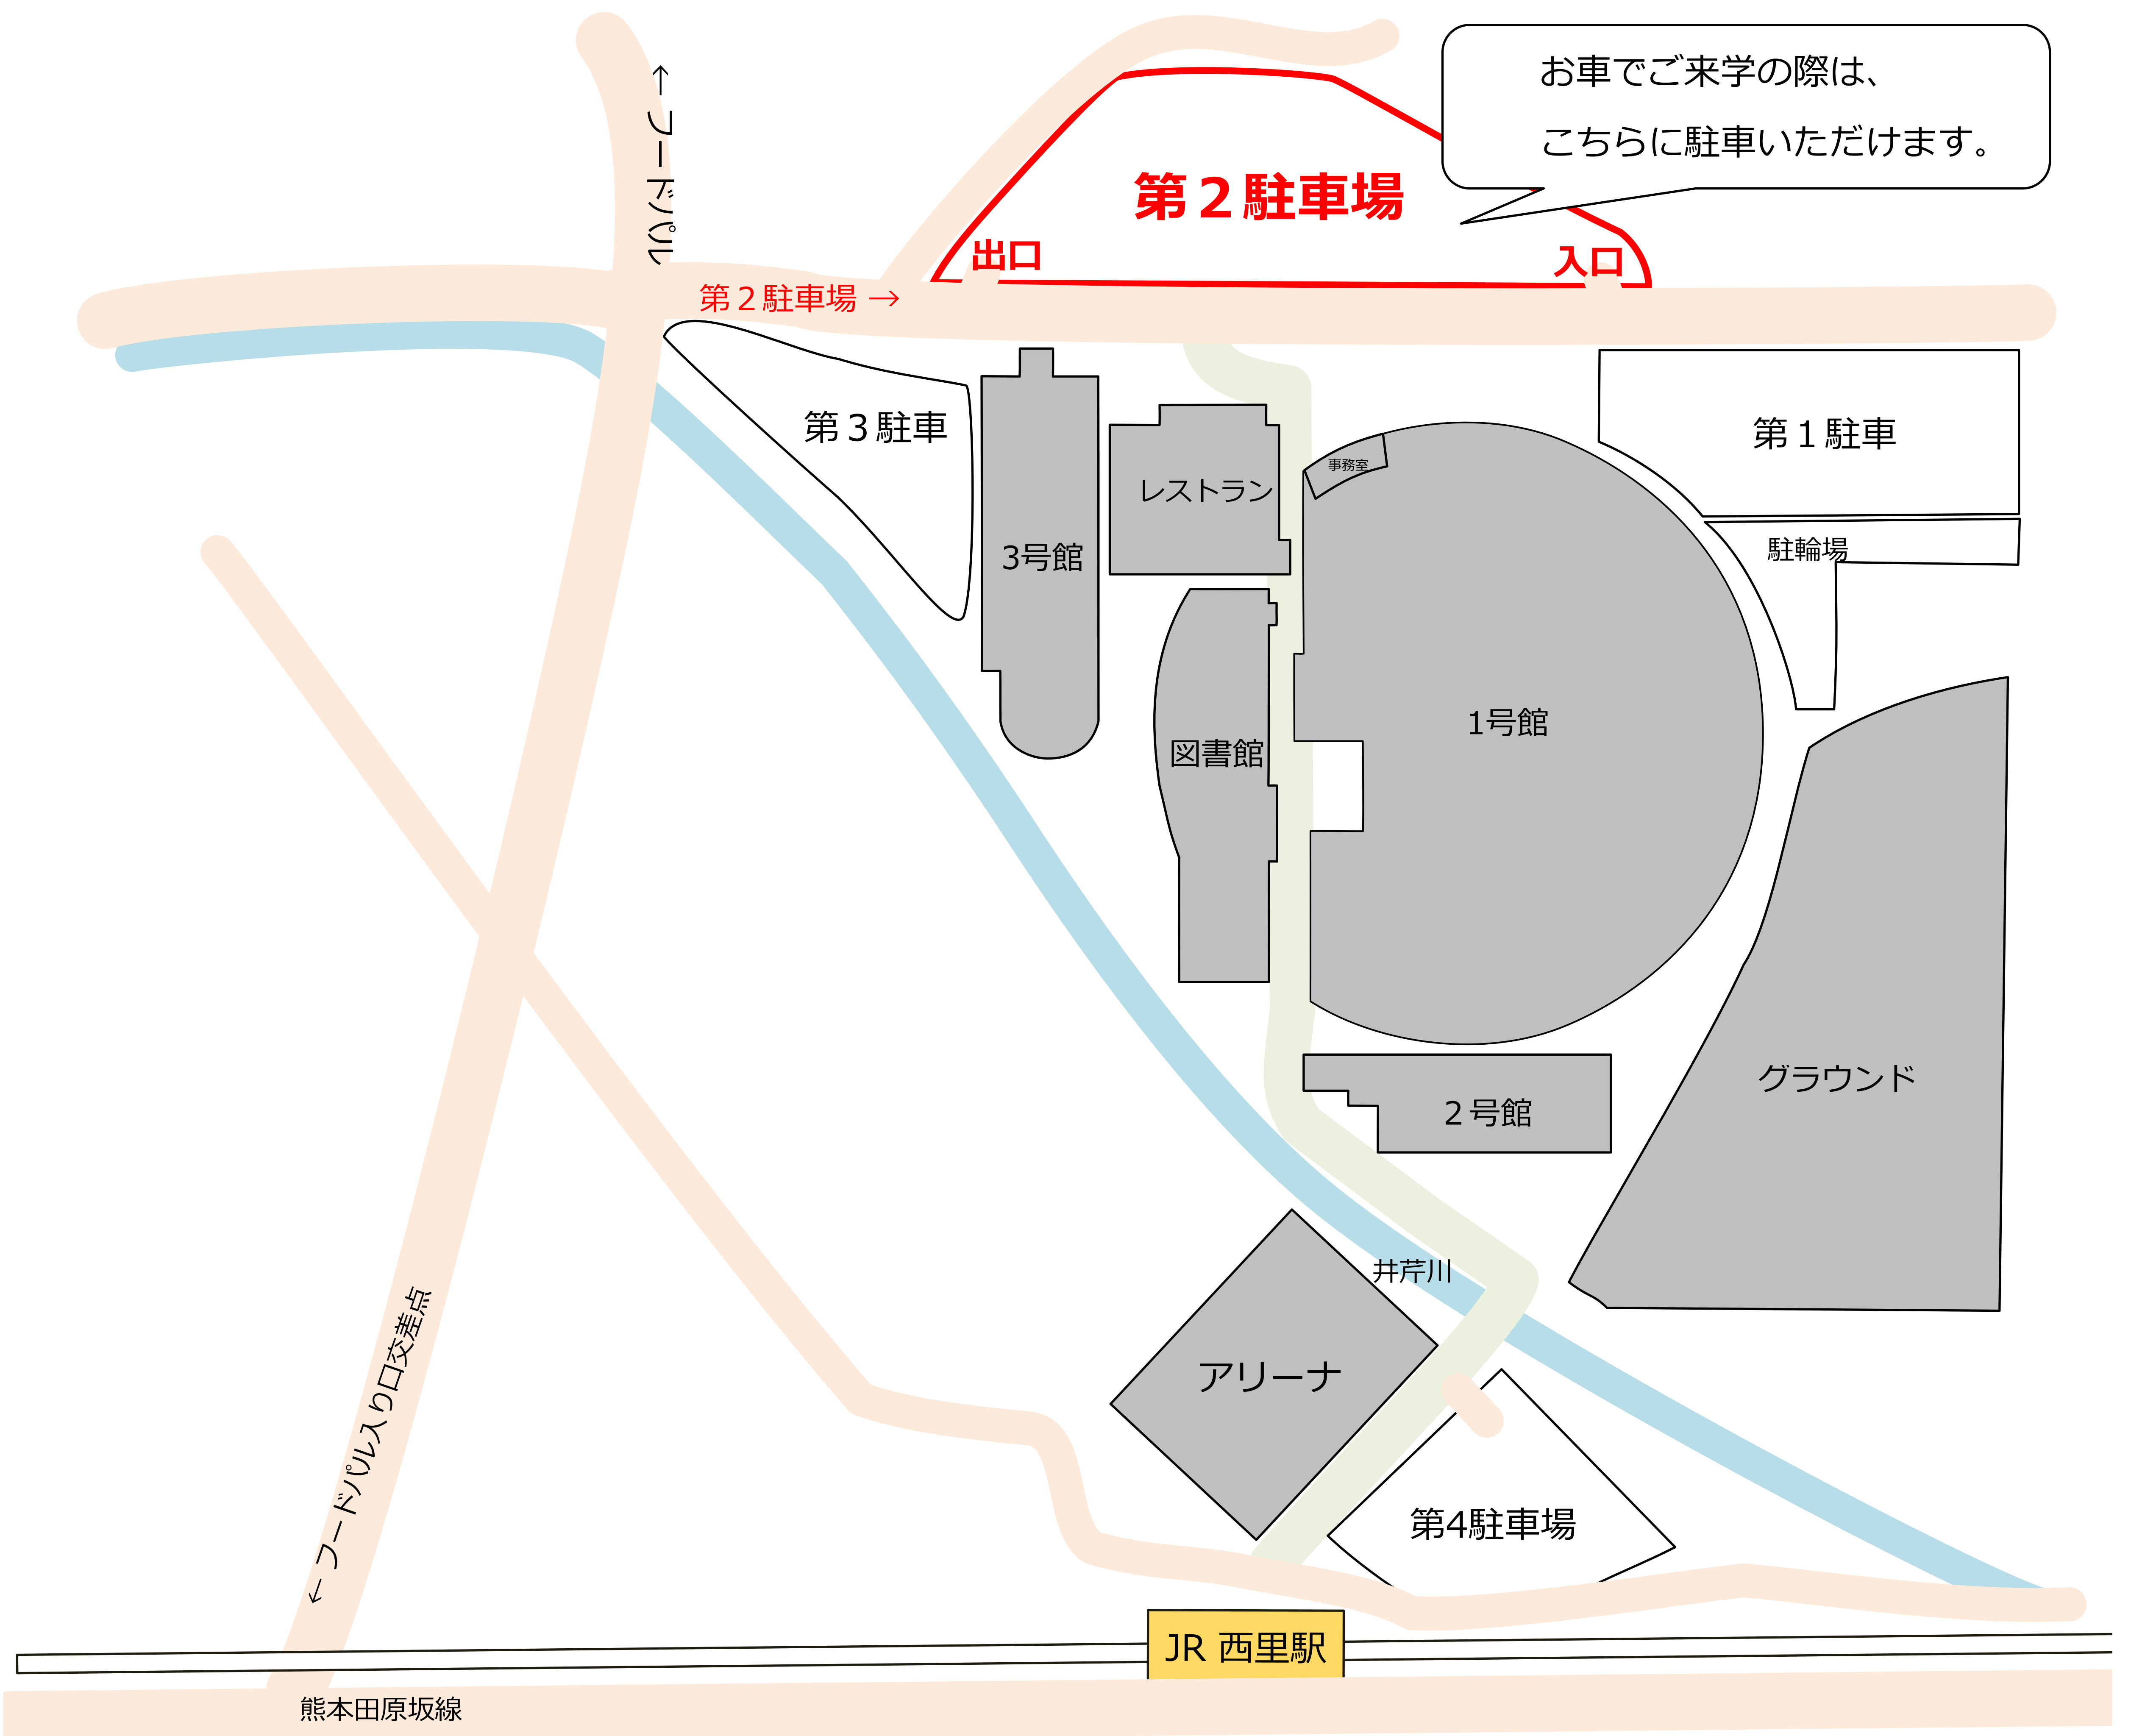 お車でご来学の際は、
こちらに駐車いただけます。
← フードパル
第２駐車場
出口
入口
第２駐車場 →
第３駐車
第１駐車
事務室
レストラン
駐輪場
3号館
1号館
図書館
グラウンド
２号館
井芹川
アリーナ
← フードパル入り口交差点
第4駐車場
JR 西里駅
熊本田原坂線